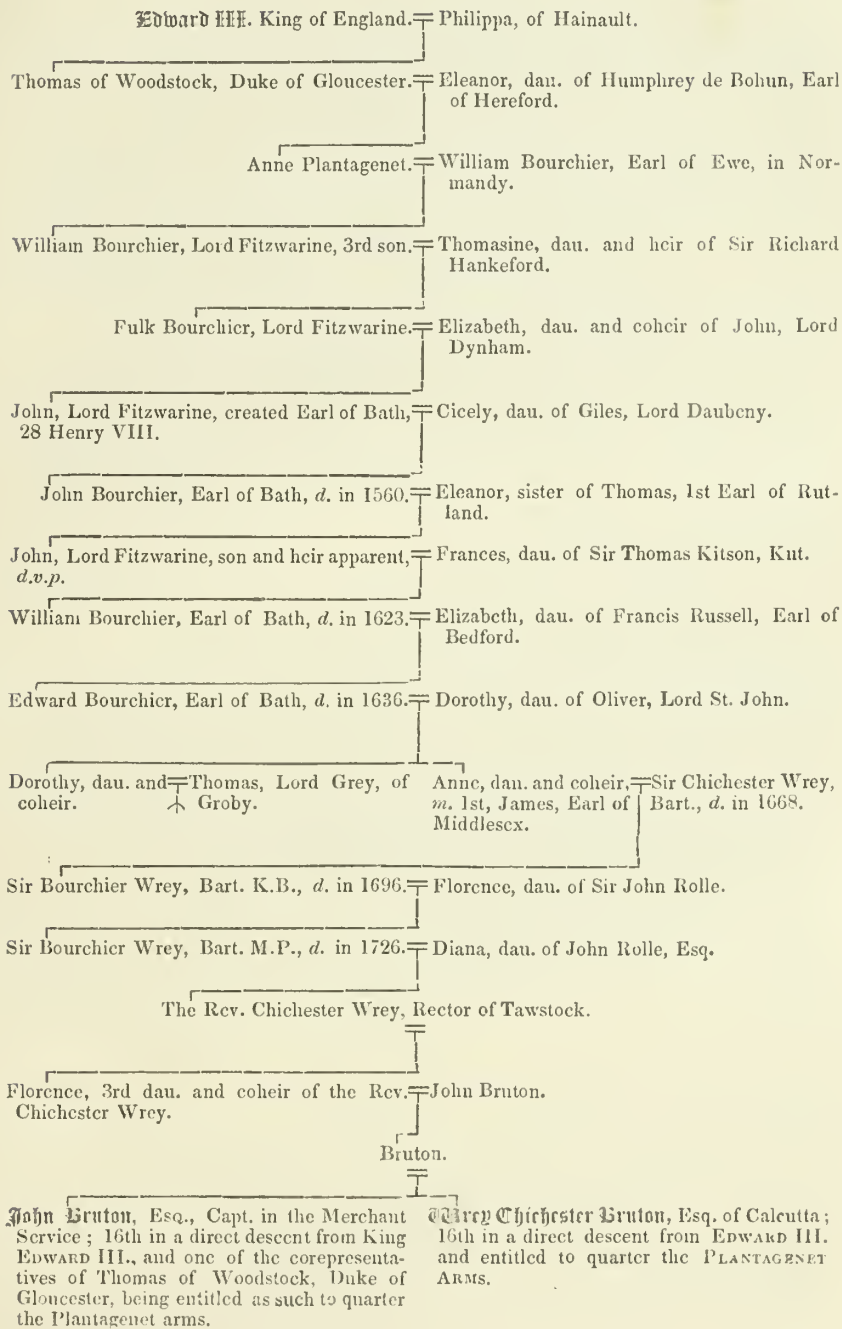 Edward III. King of England. Philippa, of Hainault.
Thomas of Woodstock, Duke of Gloucester. Eleanor, dau. of Humphrey de Bohun, Earl
of Hereford.
Anne Plantagenet. William Bourchier, Earl of Ewe, in Nor-
mandy.
William Bourchier, Lord Fitzwarine, 3rd son. Thomasine, dau. and heir of Sir Richard
Hankeford.
Fulk Bourchier, Lord Fitzwarine. Elizabeth, dau. and coheir of John, Lord
Dynham.
John, Lord Fitzwarine, created Earl of Bath, Cicely, dau. of Giles, Lord Daubeny.
28 Henry VIII.
John Bourchier, Earl of Bath, d. in 1560. Eleanor, sister of Thomas, 1st Earl of Rut-
land.
John, Lord Fitzwarine, son and heir apparent, Frances, dau. of Sir Thomas Kitson, Knt.
d.v.p.
William Bourchier, Earl of Bath, d. in 1623. Elizabeth, dau. of Francis Russell, Earl of
Bedford.
Edward Bourchier, Earl of Bath, d. in 1636. Dorothy, dau. of Oliver, Lord St. John.
Dorothy, dau. and Thomas, Lord Grey, of Anne, dau. and coheir, Sir Chichester Wrey,
coheir. Groby. m. 1st, James, Earl of Bart., d. in 1668.
Middlesex.
Sir Bourchier Wrey, Bart. K.B., d. in 1696. Florence, dau. of Sir John Rolle.
Sir Bourchier Wrey, Bart. M.P., d. in 1726. Diana, dau. of John Rolle, Esq.
The Rev. Chichester Wrey, Rector of Tawstock.
Florence, 3rd dau. and coheir of the Rev. John Bruton.
Chichester Wrey.
Bruton.
John Bruton, Esq., Capt. in the Merchant Wrey Chichester Bruton, Esq. of Calcutta;
Service; 16th in a direct descent from King 16th in a direct descent from EDWARD III.
EDWARD III., and one of the corepresenta- and entitled to quarter the PLANTAGENET
tives of Thomas of Woodstock, Duke of ARMS.
Gloucester, being entitled as such to quarter
the Plantagenet arms.